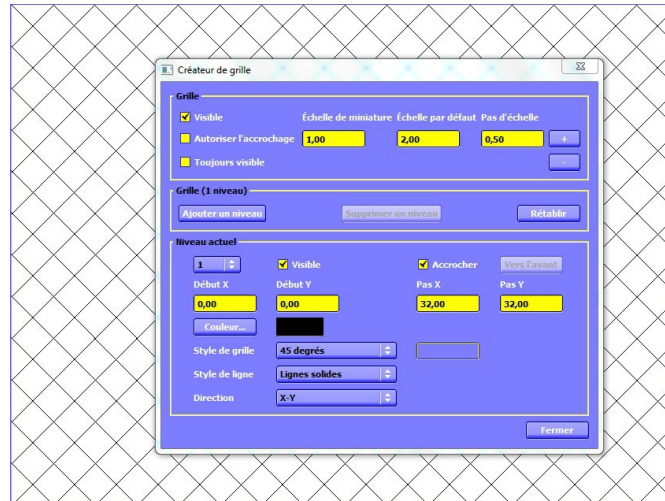 Créateur de grille
Grille
Visible
Échelle de miniature Échelle par défaut Pas d'échelle
Autoriser l'accrochage 1,00 2,00 0,50 +
Toujours visible -
Grille (1 niveau)
Ajouter un niveau Supprimer un niveau Rétablir
Niveau actuel
1 Visible Accrocher Vers l'avant
Début X Début Y Pas X Pas Y
0,00 0,00 32,00 32,00
Couleur...
Style de grille 45 degrés
Style de ligne Lignes solides
Direction X-Y
Fermer